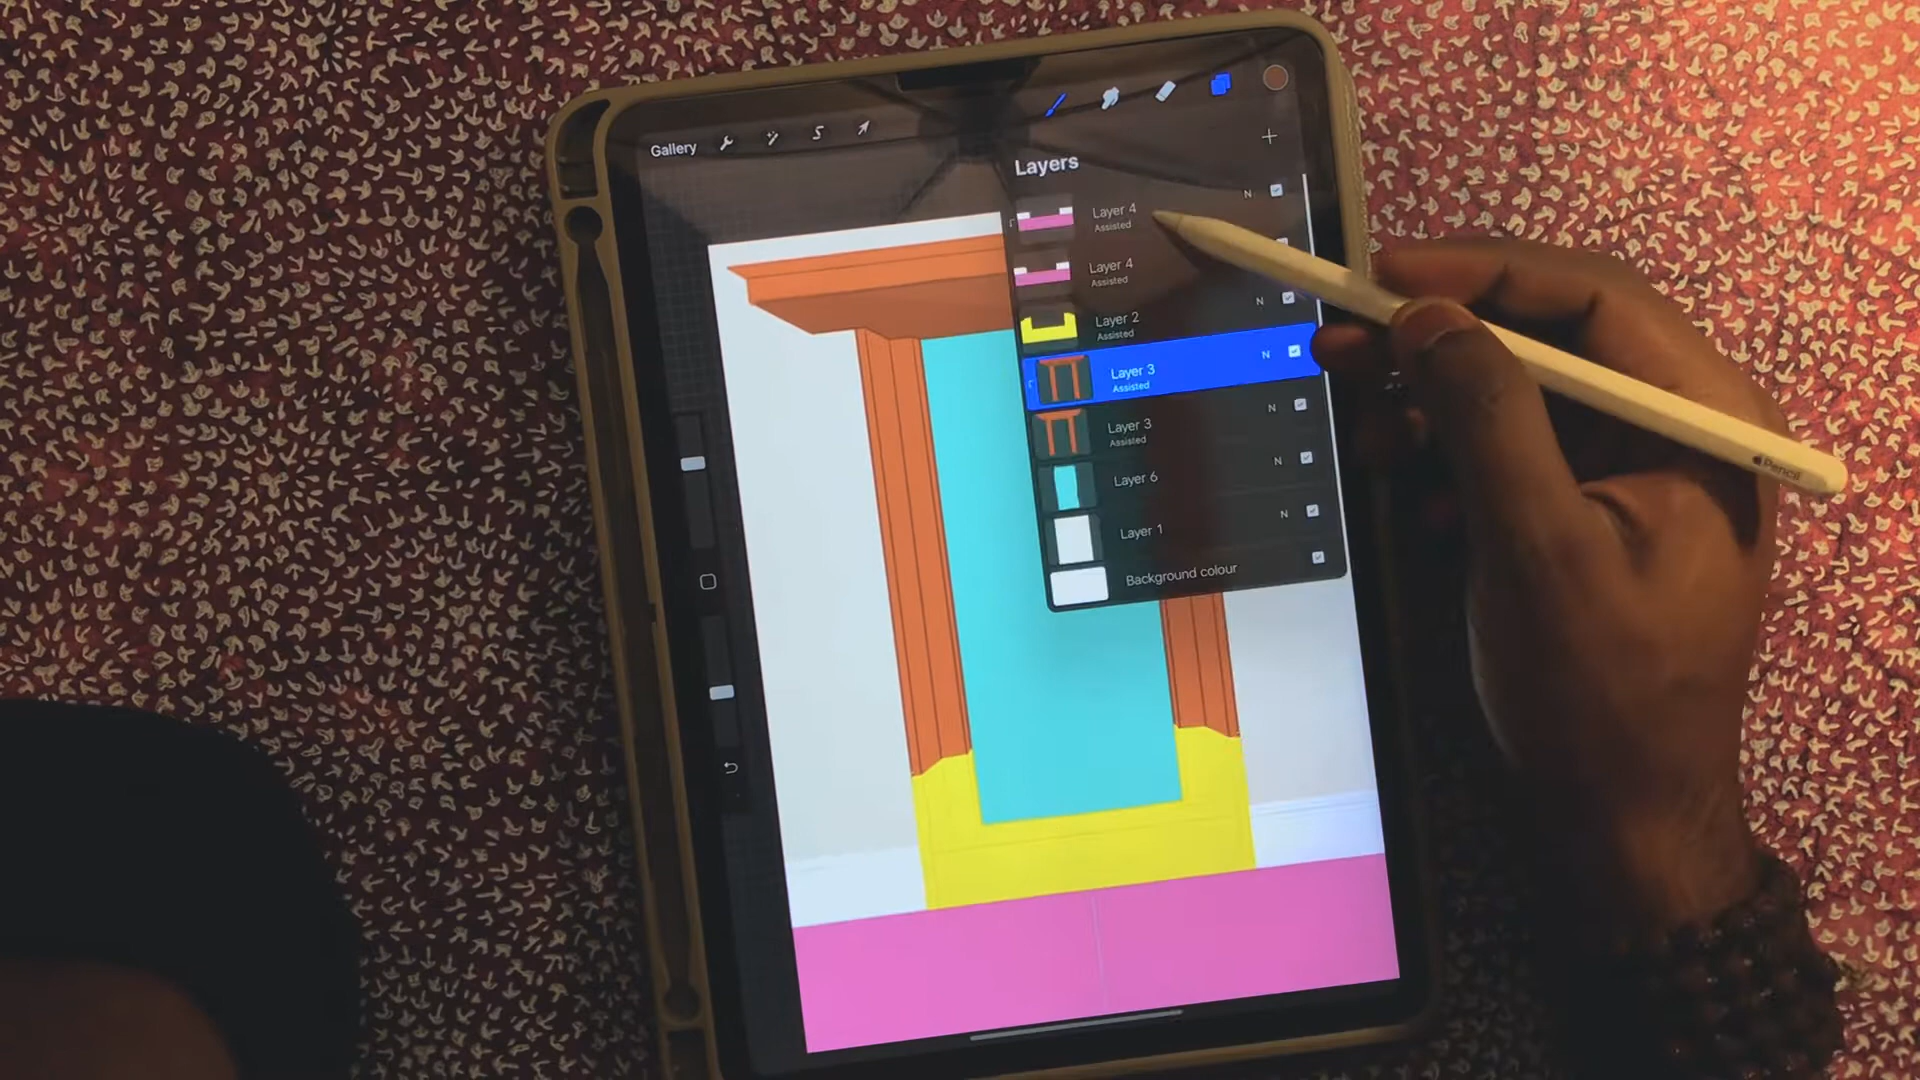 Gallery
Layers
Layer 4
Assisted
N
Layer 4
Assisted
Layer 2
Assisted
N
Layer 3
Assisted
N
Layer 3
Assisted
N
Layer 6
N
Layer 1
N
Background colour
Pencil